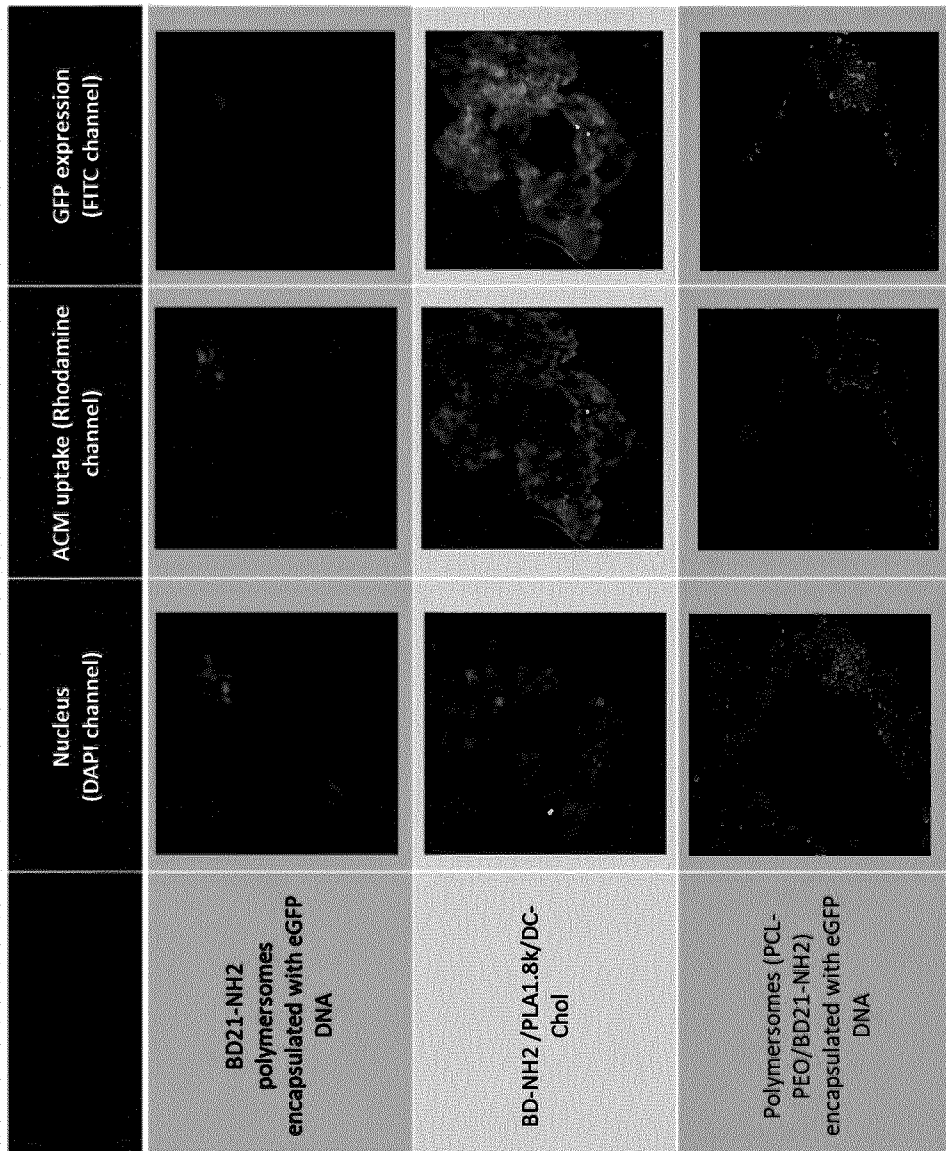 Nucleus
(DAPI channel)
ACM uptake (Rhodamine
channel)
GFP expression
(FITC channel)
BD21-NH2
polymersomes
encapsulated with eGFP
DNA
BD-NH2 /PLA1.8k/DC-
Chol
Polymersomes (PCL-
PEO/BD21-NH2)
encapsulated with eGFP
DNA